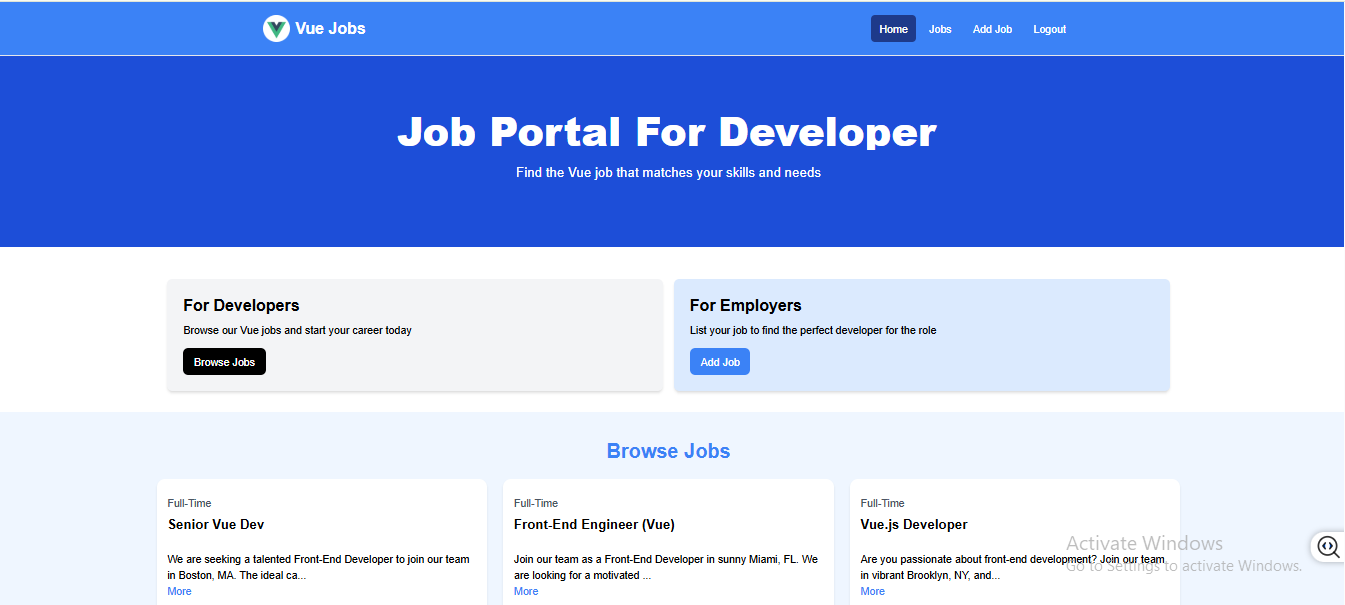 Vue Jobs
Home Jobs Add Job Logout
Job Portal For Developer
Find the Vue job that matches your skills and needs
For Developers
Browse our Vue jobs and start your career today
Browse Jobs
For Employers
List your job to find the perfect developer for the role
Add Job
Browse Jobs
Full-Time
Senior Vue Dev
We are seeking a talented Front-End Developer to join our team
in Boston, MA. The ideal ca...
More
Full-Time
Front-End Engineer (Vue)
Join our team as a Front-End Developer in sunny Miami, FL. We
are looking for a motivated ...
More
Full-Time
Vue.js Developer
Are you passionate about front-end development? Join our team
in vibrant Brooklyn, NY, and...
More
Activate Windows
Go to Settings to activate Windows.